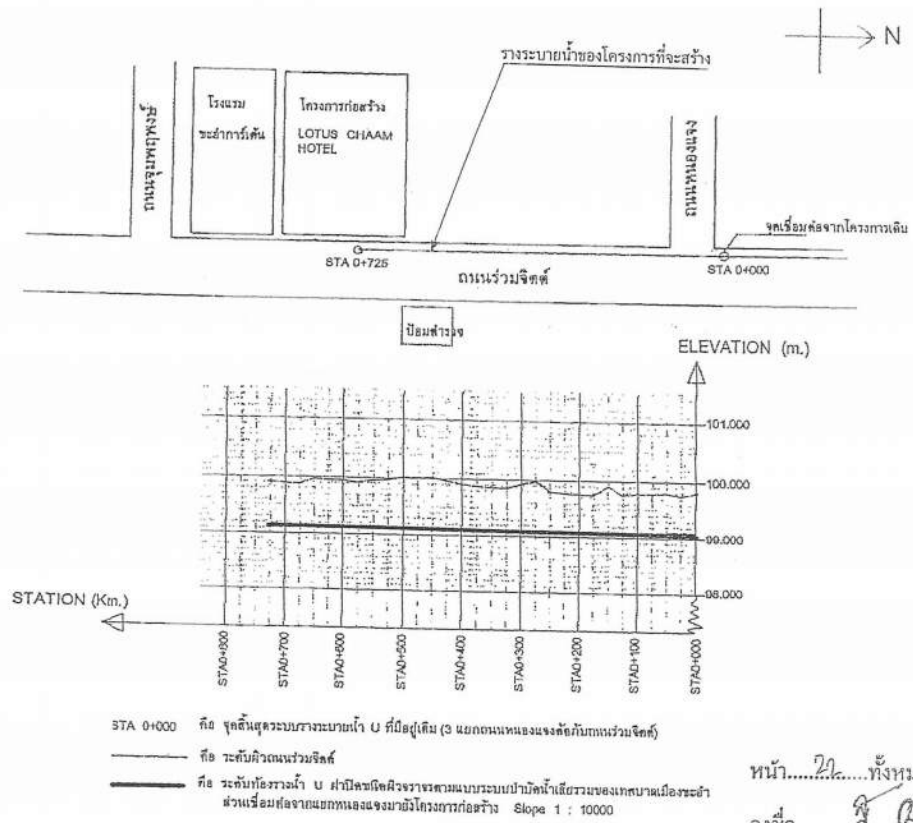 N
รางระบายน้ำของโครงการที่จะสร้าง
โรงแรม
ชะอำการ์เด้น
โครงการก่อสร้าง
LOTUS CHAAM
HOTEL
ถนนหนองแจง
จุดเชื่อมต่อจากโครงการเดิม
STA 0+725
STA 0+000
ถนนร่วมจิตต์
ป้อมตำรวจ
ELEVATION (m.)
101.000
100.000
99.000
98.000
STATION (Km.)
STA0+800
STA0+700
STA0+600
STA0+500
STA0+400
STA0+300
STA0+200
STA0+100
STA0+000
STA 0+000 คือ จุดสิ้นสุดระบบรางระบายน้ำ U ที่มีอยู่เดิม (3 แยกถนนหนองแจงตัดกับถนนร่วมจิตต์)
คือ ระดับผิวถนนร่วมจิตต์
คือ ระดับท้องรางน้ำ U ฝาปิดชนิดผิวจราจรตามแบบระบบบำบัดน้ำเสียรวมของเทศบาลเมืองชะอำ
ส่วนเชื่อมต่อจากแยกหนองแจงมายังโครงการก่อสร้าง Slope 1 : 10000
หน้า.....22.....ทั้งหม